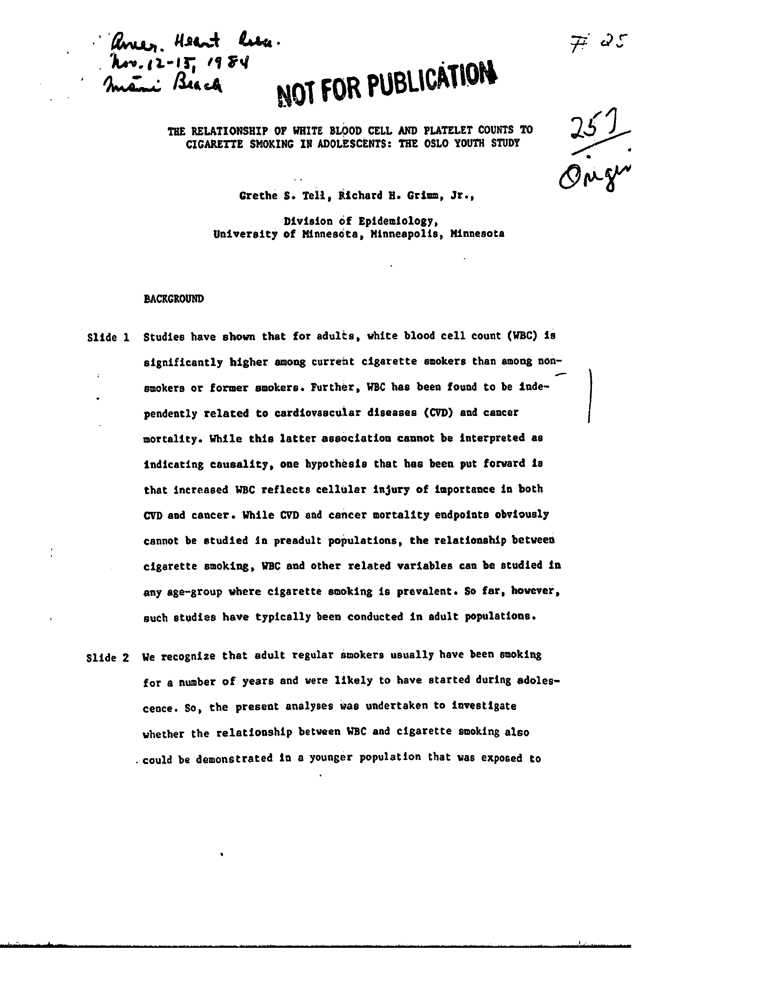 Amer. Heart Assn.
Nov. 12-15, 1984
Miami Beach
# 25
NOT FOR PUBLICATION
257
THE RELATIONSHIP OF WHITE BLOOD CELL AND PLATELET COUNTS TO
CIGARETTE SMOKING IN ADOLESCENTS: THE OSLO YOUTH STUDY
Grethe S. Tell, Richard H. Grimm, Jr.,
Division of Epidemiology,
University of Minnesota, Minneapolis, Minnesota
BACKGROUND
Slide 1 Studies have shown that for adults, white blood cell count (WBC) is
significantly higher among current cigarette smokers than among non-
smokers or former smokers. Further, WBC has been found to be inde-
pendently related to cardiovascular diseases (CVD) and cancer
mortality. While this latter association cannot be interpreted as
indicating causality, one hypothesis that has been put forward is
that increased WBC reflects cellular injury of importance in both
CVD and cancer. While CVD and cancer mortality endpoints obviously
cannot be studied in preadult populations, the relationship between
cigarette smoking, WBC and other related variables can be studied in
any age-group where cigarette smoking is prevalent. So far, however,
such studies have typically been conducted in adult populations.
Slide 2 We recognize that adult regular smokers usually have been smoking
for a number of years and were likely to have started during adoles-
cence. So, the present analyses was undertaken to investigate
whether the relationship between WBC and cigarette smoking also
could be demonstrated in a younger population that was exposed to